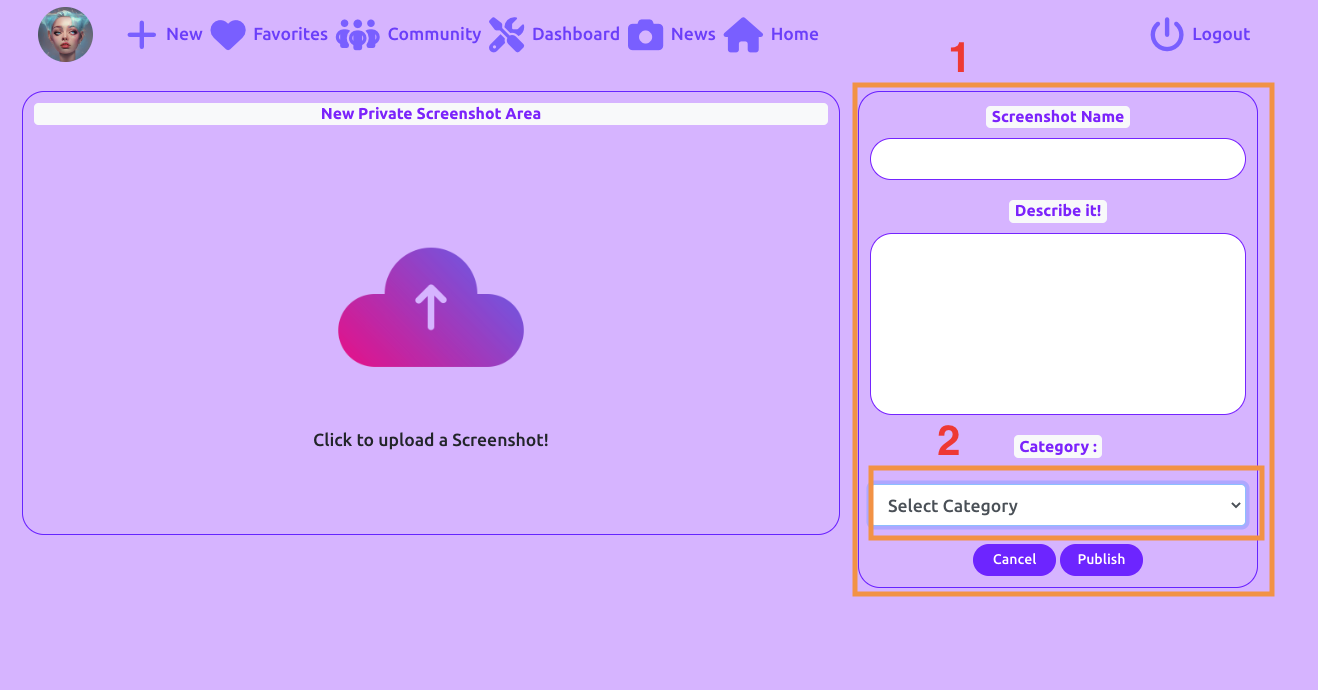 New Favorites Community Dashboard News Home Logout
1
New Private Screenshot Area
Click to upload a Screenshot!
Screenshot Name
Describe it!
2
Category :
Select Category
Cancel Publish